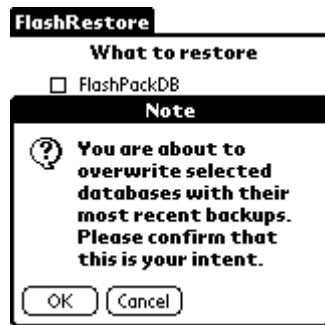 FlashRestore
What to restore
FlashPackDB
Note
You are about to
overwrite selected
databases with their
most recent backups.
Please confirm that
this is your intent.
OK Cancel